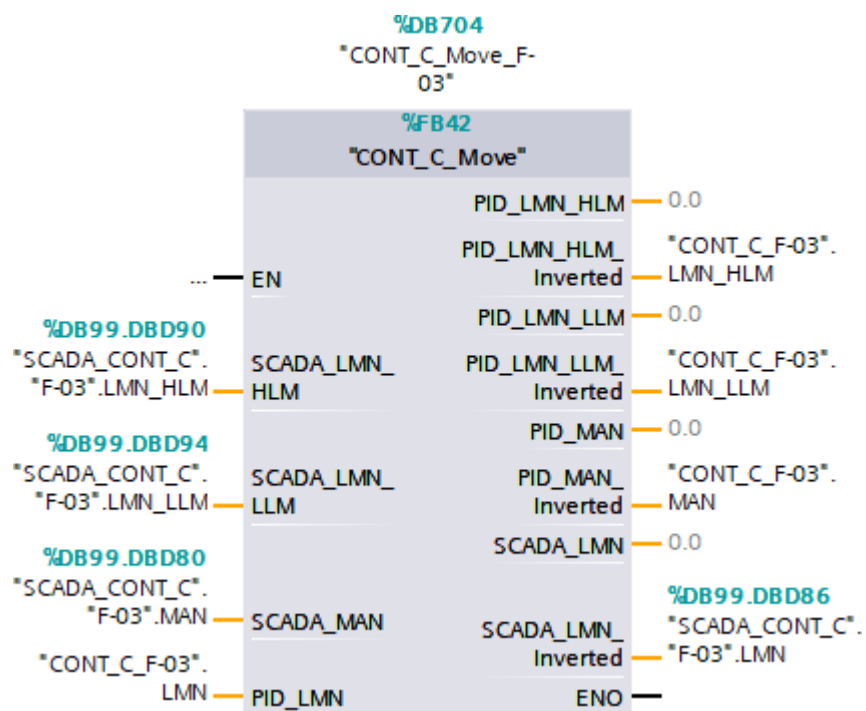 %DB704
"CONT_C_Move_F-
03"
%FB42
"CONT_C_Move"
PID_LMN_HLM 0.0
PID_LMN_HLM_
Inverted
"CONT_C_F-03".
LMN_HLM
... EN
PID_LMN_LLM 0.0
%DB99.DBD90
"SCADA_CONT_C".
"F-03".LMN_HLM
SCADA_LMN_
HLM
PID_LMN_LLM_
Inverted
"CONT_C_F-03".
LMN_LLM
PID_MAN 0.0
%DB99.DBD94
"SCADA_CONT_C".
"F-03".LMN_LLM
SCADA_LMN_
LLM
PID_MAN_
Inverted
"CONT_C_F-03".
MAN
SCADA_LMN 0.0
%DB99.DBD80
"SCADA_CONT_C".
"F-03".MAN
SCADA_MAN
SCADA_LMN_
Inverted
%DB99.DBD86
"SCADA_CONT_C".
"F-03".LMN
"CONT_C_F-03".
LMN
PID_LMN
ENO